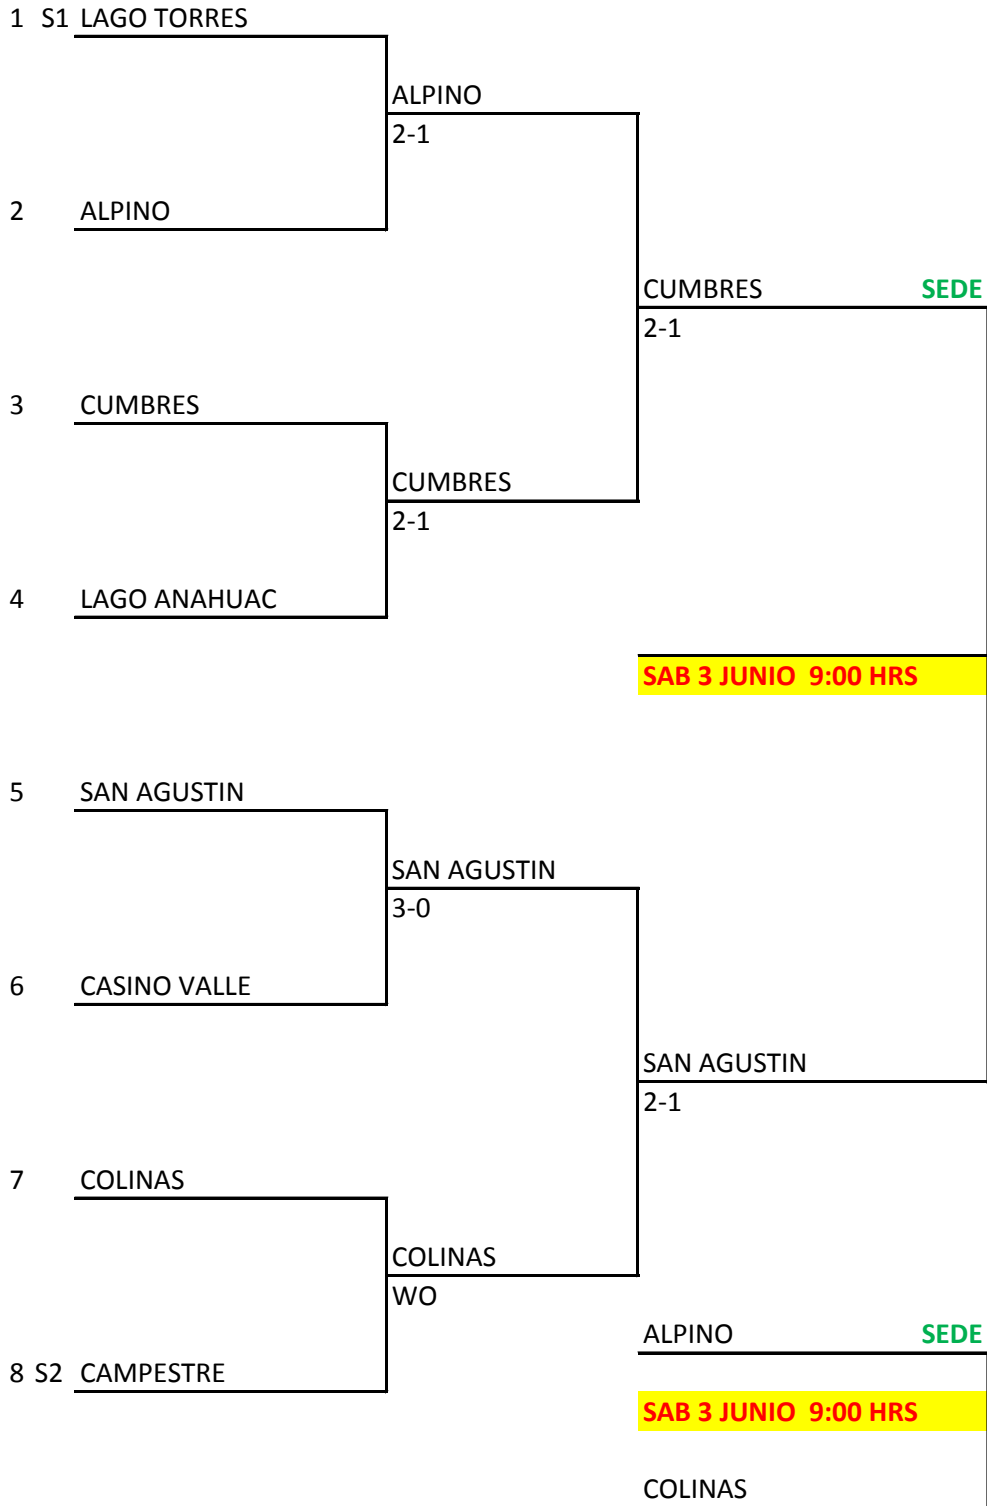 1 S1 LAGO TORRES
ALPINO
2-1
2 ALPINO
CUMBRES SEDE
2-1
3 CUMBRES
CUMBRES
2-1
4 LAGO ANAHUAC
SAB 3 JUNIO 9:00 HRS
5 SAN AGUSTIN
SAN AGUSTIN
3-0
6 CASINO VALLE
SAN AGUSTIN
2-1
7 COLINAS
COLINAS
WO
ALPINO SEDE
8 S2 CAMPESTRE
SAB 3 JUNIO 9:00 HRS
COLINAS